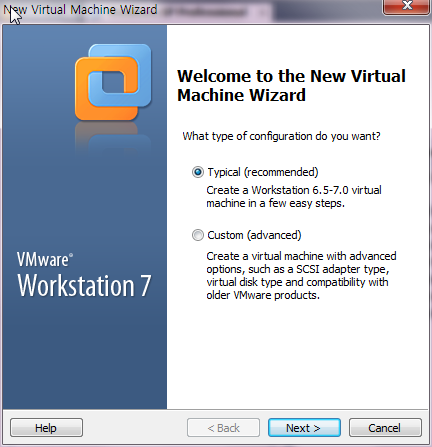 New Virtual Machine Wizard
Welcome to the New Virtual
Machine Wizard
What type of configuration do you want?
Typical (recommended)
Create a Workstation 6.5-7.0 virtual
machine in a few easy steps.
Custom (advanced)
Create a virtual machine with advanced
options, such as a SCSI adapter type,
virtual disk type and compatibility with
older VMware products.
VMware®
Workstation 7
Help
< Back
Next >
Cancel